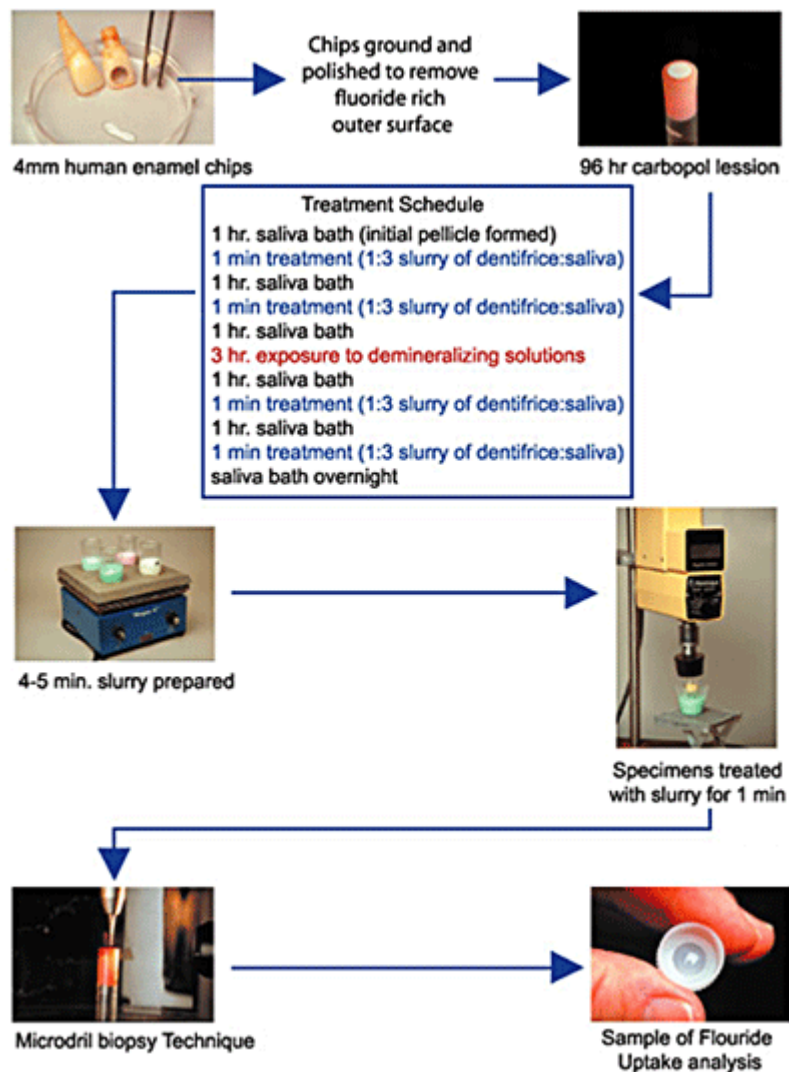 Chips ground and
polished to remove
fluoride rich
outer surface
4mm human enamel chips
96 hr carbopol lession
Treatment Schedule
1 hr. saliva bath (initial pellicle formed)
1 min treatment (1:3 slurry of dentifrice:saliva)
1 hr. saliva bath
1 min treatment (1:3 slurry of dentifrice:saliva)
1 hr. saliva bath
3 hr. exposure to demineralizing solutions
1 hr. saliva bath
1 min treatment (1:3 slurry of dentifrice:saliva)
1 hr. saliva bath
1 min treatment (1:3 slurry of dentifrice:saliva)
saliva bath overnight
4-5 min. slurry prepared
Specimens treated
with slurry for 1 min
Microdril biopsy Technique
Sample of Flouride
Uptake analysis